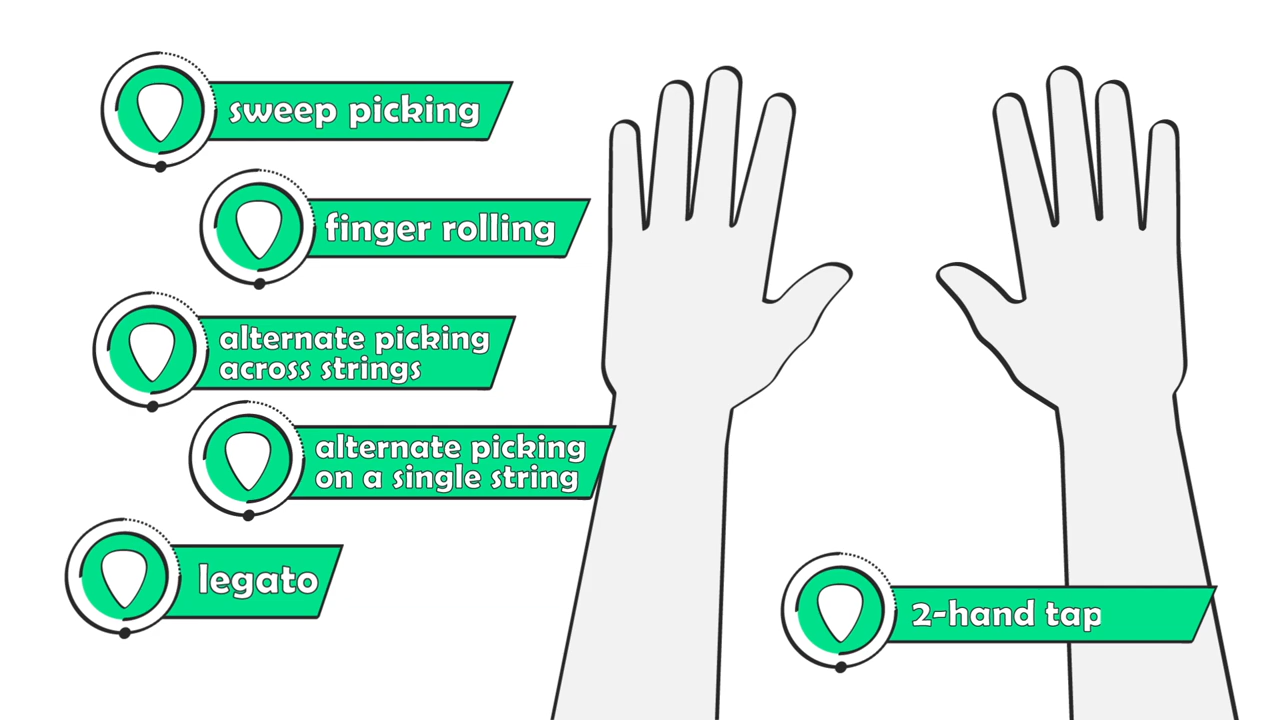 sweep picking
finger rolling
alternate picking
across strings
alternate picking
on a single string
legato
2-hand tap